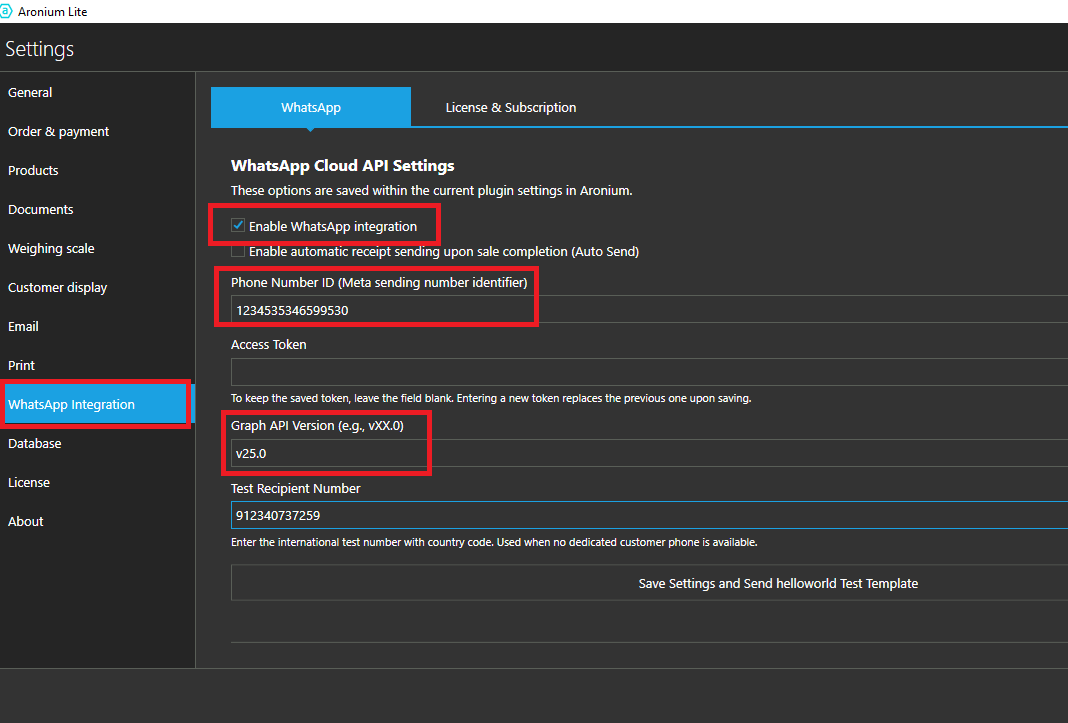 Aronium Lite
Settings
General
Order & payment
Products
Documents
Weighing scale
Customer display
Email
Print
WhatsApp Integration
Database
License
About
WhatsApp
License & Subscription
WhatsApp Cloud API Settings
These options are saved within the current plugin settings in Aronium.
Enable WhatsApp integration
Enable automatic receipt sending upon sale completion (Auto Send)
Phone Number ID (Meta sending number identifier)
1234535346599530
Access Token
To keep the saved token, leave the field blank. Entering a new token replaces the previous one upon saving.
Graph API Version (e.g., vXX.0)
v25.0
Test Recipient Number
912340737259
Enter the international test number with country code. Used when no dedicated customer phone is available.
Save Settings and Send helloworld Test Template